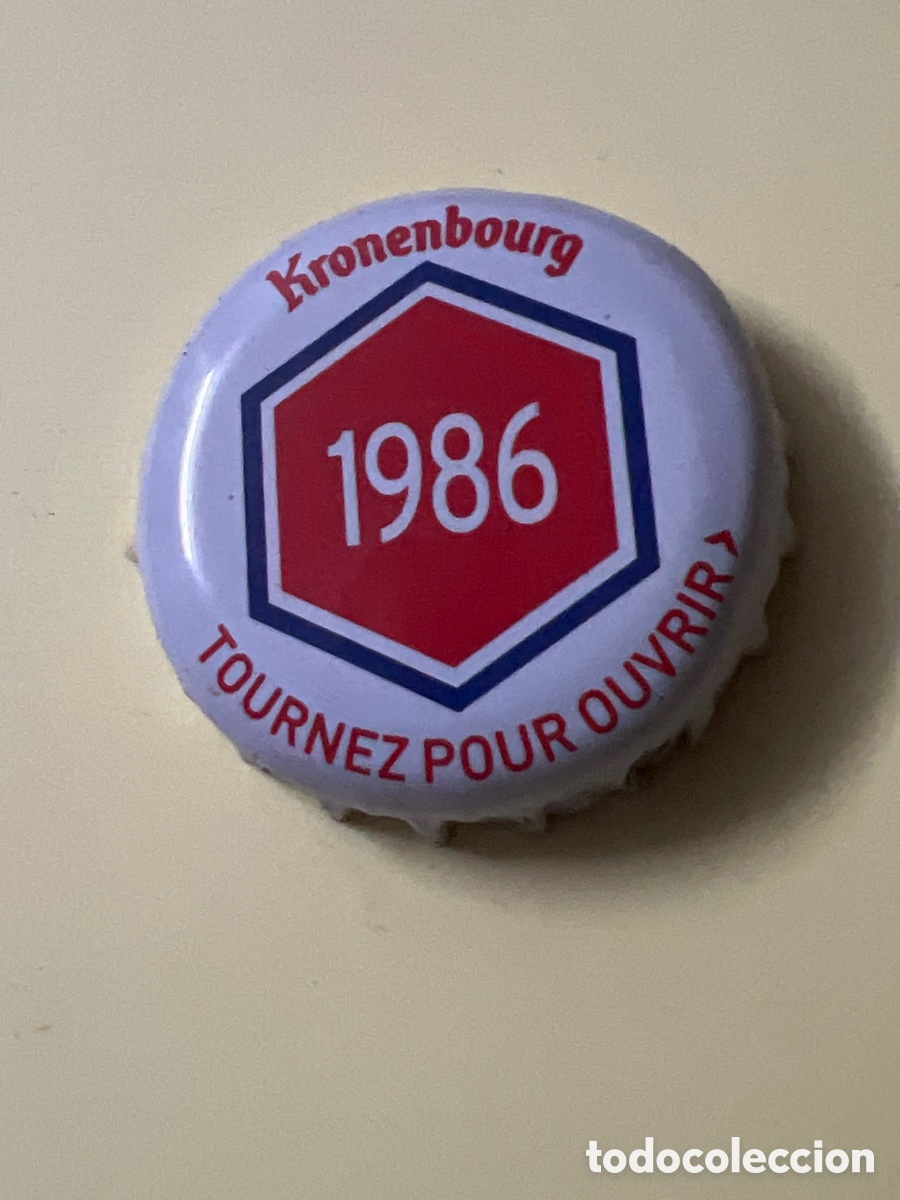 Kronenbourg
1986
TOURNEZ POUR OUVRIR >
todocoleccion